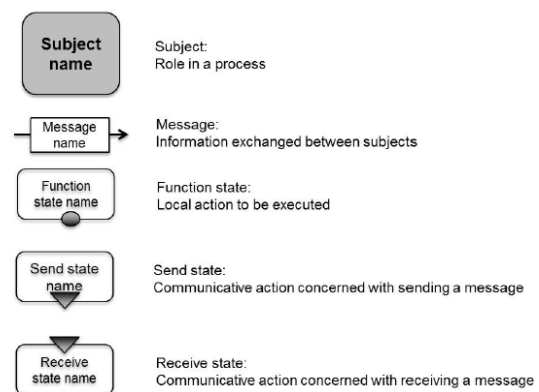 Subject
name
Subject:
Role in a process
Message
name
Message:
Information exchanged between subjects
Function
state name
Function state:
Local action to be executed
Send state
name
Send state:
Communicative action concerned with sending a message
Receive
state name
Receive state:
Communicative action concerned with receiving a message